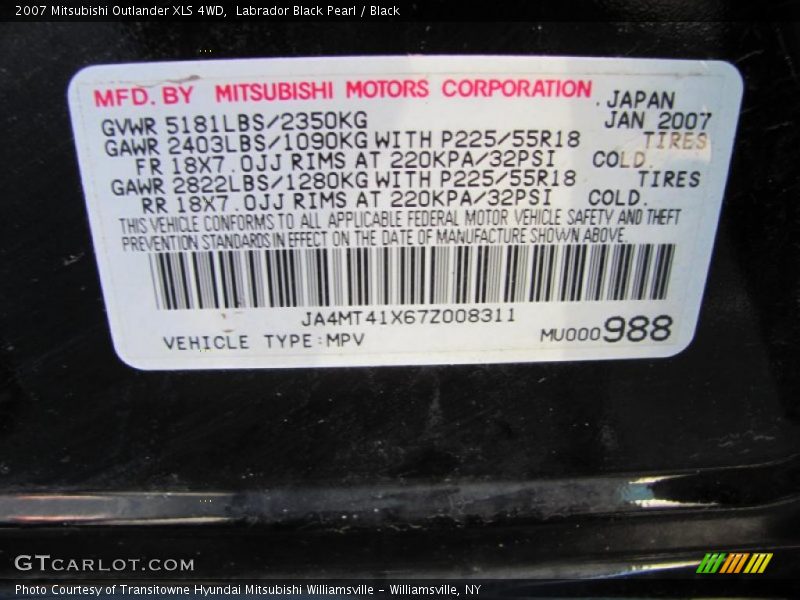 2007 Mitsubishi Outlander XLS 4WD,  Labrador Black Pearl / Black
MFD. BY MITSUBISHI MOTORS CORPORATION . JAPAN
GVWR 5181LBS/2350KG JAN 2007
GAWR 2403LBS/1090KG WITH P225/55R18 TIRES
FR 18X7.0JJ RIMS AT 220KPA/32PSI COLD.
GAWR 2822LBS/1280KG WITH P225/55R18 TIRES
RR 18X7.0JJ RIMS AT 220KPA/32PSI COLD.
THIS VEHICLE CONFORMS TO ALL APPLICABLE FEDERAL MOTOR VEHICLE SAFETY AND THEFT
PREVENTION STANDARDS IN EFFECT ON THE DATE OF MANUFACTURE SHOWN ABOVE.
JA4MT41X67Z008311
VEHICLE TYPE:MPV MU000988
GTCARLOT.COM
Photo Courtesy of Transitowne Hyundai Mitsubishi Williamsville – Williamsville, NY